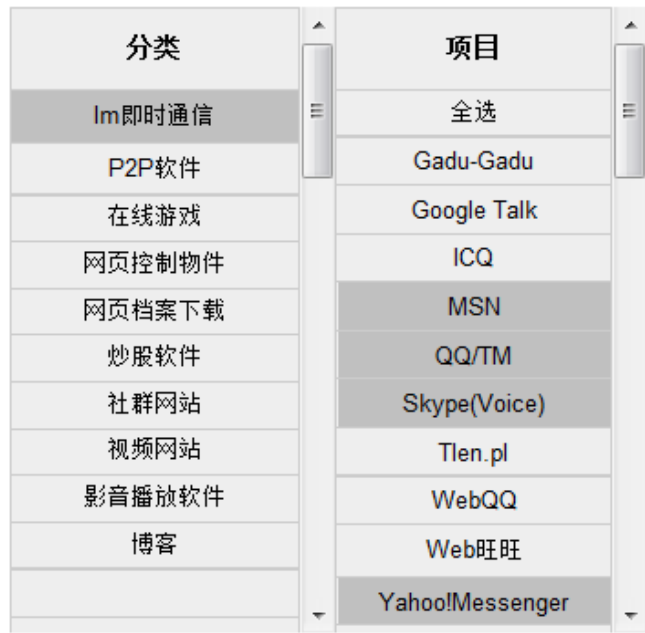 分类
Im即时通信
P2P软件
在线游戏
网页控制物件
网页档案下载
炒股软件
社群网站
视频网站
影音播放软件
博客
项目
全选
Gadu-Gadu
Google Talk
ICQ
MSN
QQ/TM
Skype(Voice)
Tlen.pl
WebQQ
Web旺旺
Yahoo!Messenger